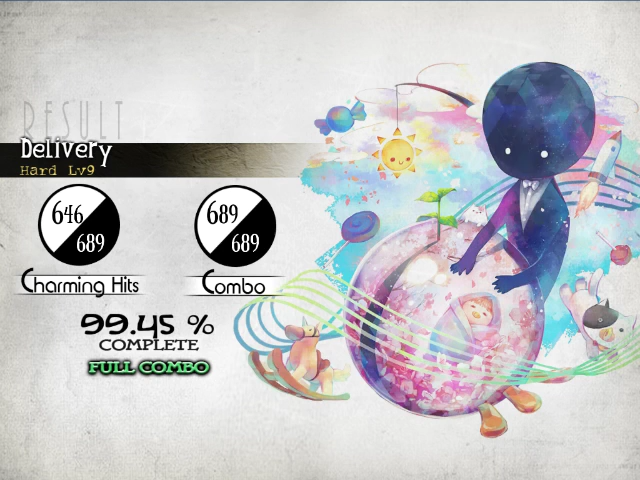 RESULT
Delivery
Hard Lv9
646
689
Charming Hits
689
689
Combo
99.45 %
COMPLETE
FULL COMBO